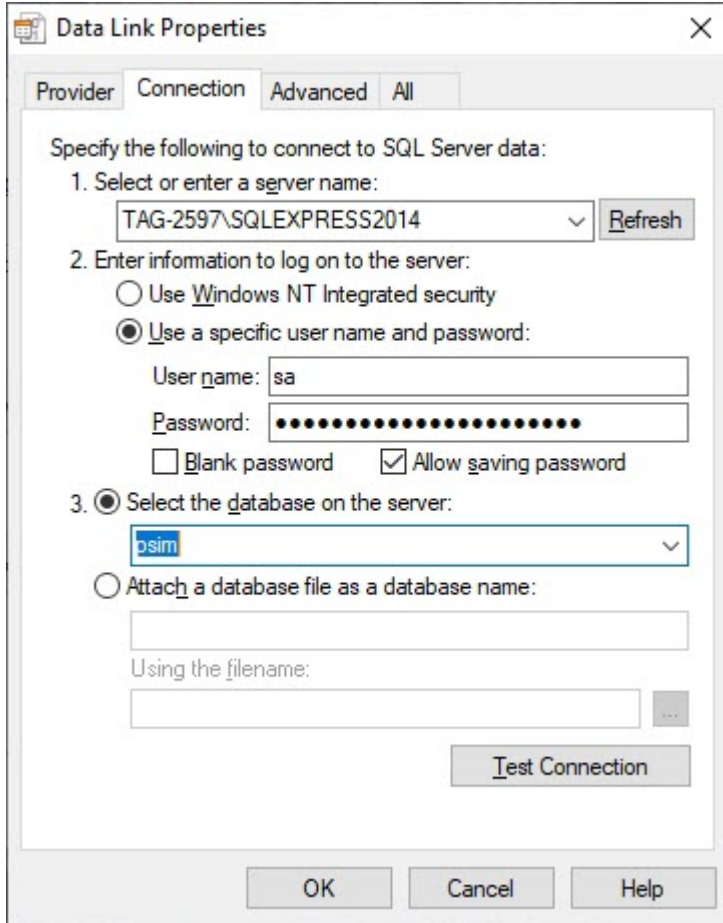 Data Link Properties
Provider Connection Advanced All
Specify the following to connect to SQL Server data:
1. Select or enter a server name:
TAG-2597\SQLEXPRESS2014 Refresh
2. Enter information to log on to the server:
Use Windows NT Integrated security
Use a specific user name and password:
User name: sa
Password: ●●●●●●●●●●●●●●●●●●●●●●
Blank password Allow saving password
3. Select the database on the server:
psim
Attach a database file as a database name:
Using the filename:
...
Test Connection
OK Cancel Help